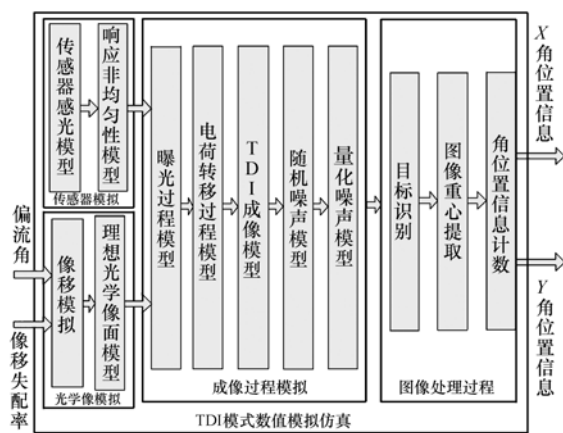 传感器感光模型
响应非均匀性模型
传感器模拟
偏流角
像移失配率
像移模拟
理想光学像面模型
光学像模拟
曝光过程模型
电荷转移过程模型
TDI成像模型
随机噪声模型
量化噪声模型
成像过程模拟
目标识别
图像重心提取
角位置信息计数
图像处理过程
X角位置信息
Y角位置信息
TDI模式数值模拟仿真